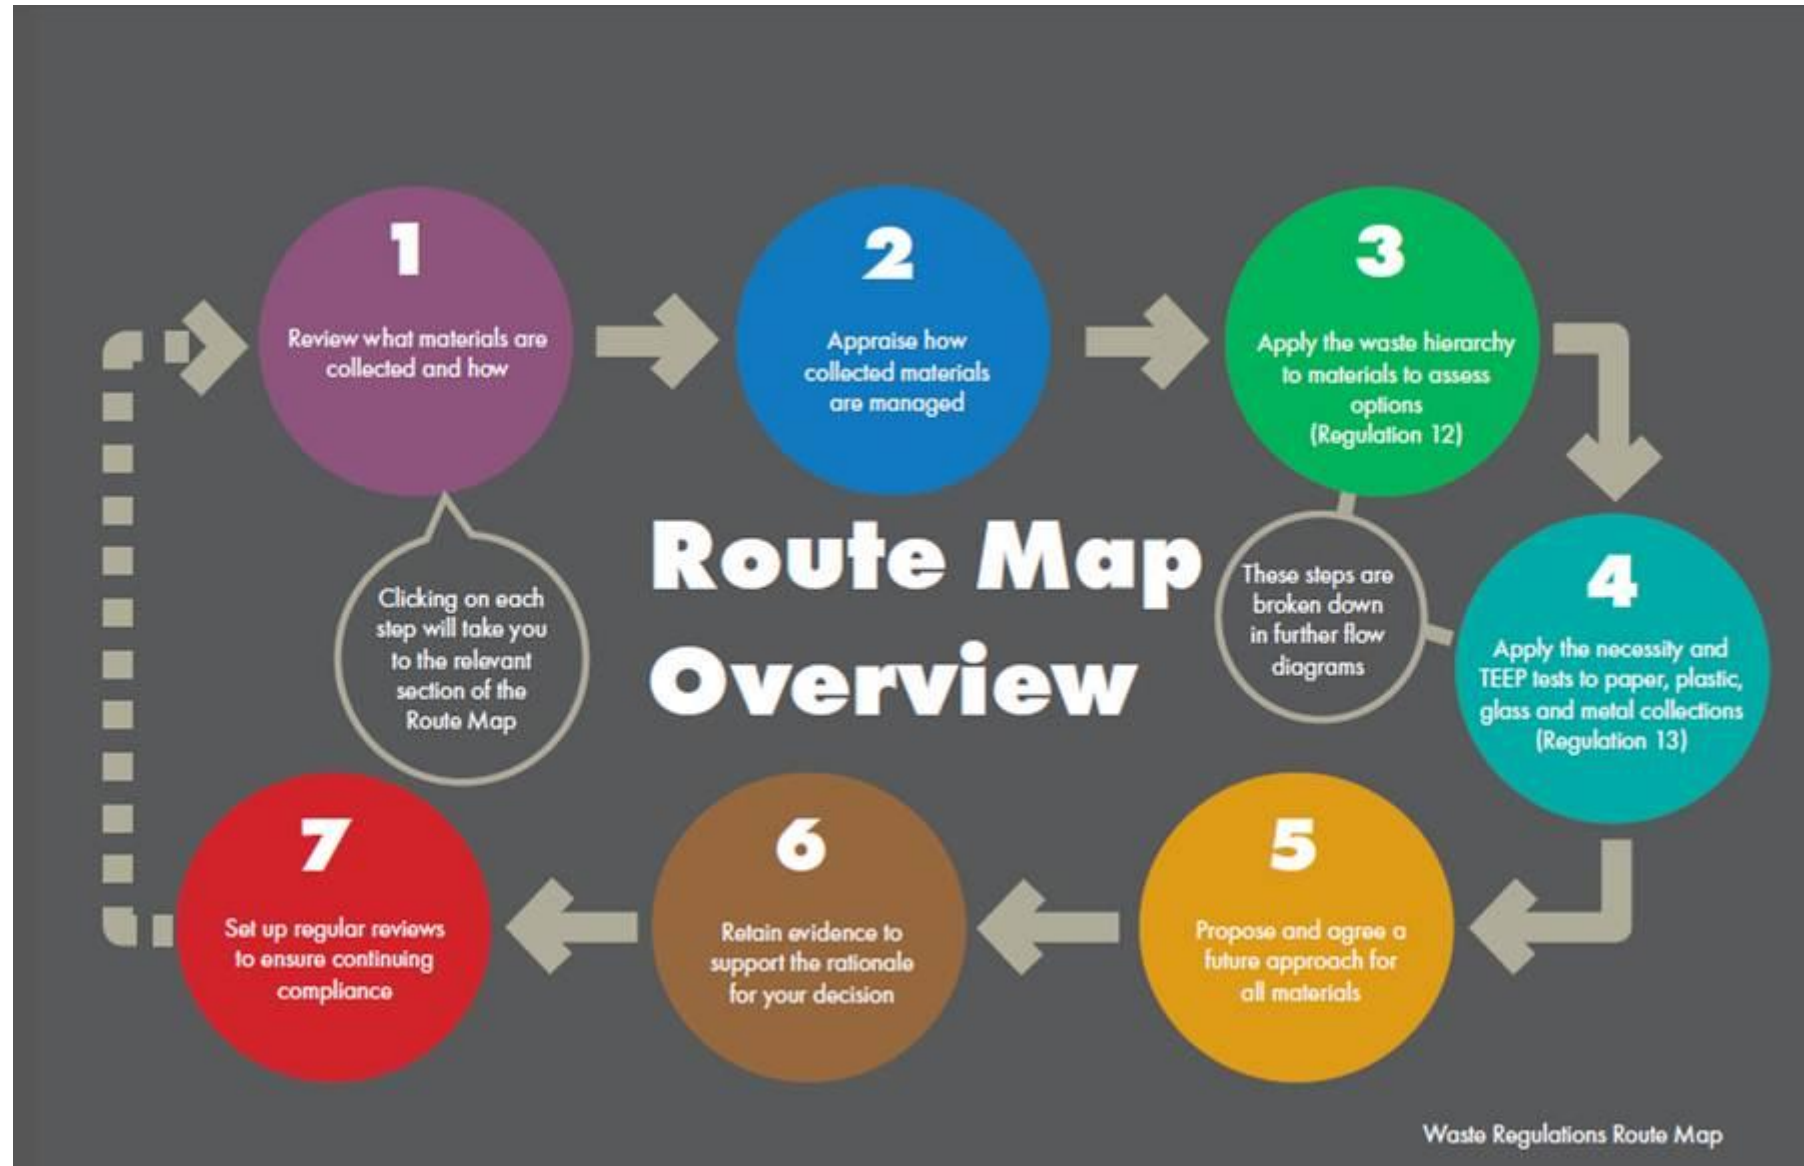 1
Review what materials are
collected and how
2
Appraise how
collected materials
are managed
3
Apply the waste hierarchy
to materials to assess
options
(Regulation 12)
Clicking on each
step will take you
to the relevant
section of the
Route Map
Route Map
Overview
These steps are
broken down
in further flow
diagrams
4
Apply the necessity and
TEEP tests to paper, plastic,
glass and metal collections
(Regulation 13)
7
Set up regular reviews
to ensure continuing
compliance
6
Retain evidence to
support the rationale
for your decision
5
Propose and agree a
future approach for
all materials
Waste Regulations Route Map